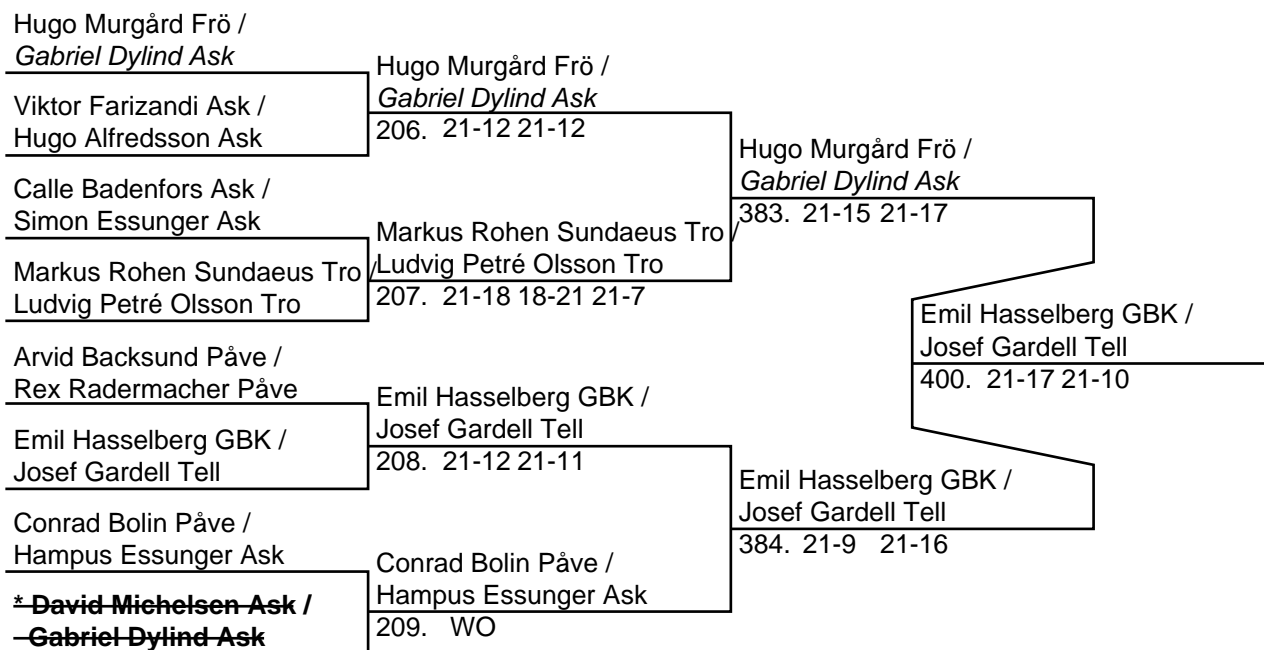 Hugo Murgård Frö /
Gabriel Dylind Ask
Viktor Farizandi Ask /
Hugo Alfredsson Ask
Calle Badenfors Ask /
Simon Essunger Ask
Markus Rohen Sundaeus Tro /
Ludvig Petré Olsson Tro
Arvid Backsund Påve /
Rex Radermacher Påve
Emil Hasselberg GBK /
Josef Gardell Tell
Conrad Bolin Påve /
Hampus Essunger Ask
* David Michelsen Ask /
Gabriel Dylind Ask
Hugo Murgård Frö /
Gabriel Dylind Ask
206. 21-12 21-12
Markus Rohen Sundaeus Tro /
Ludvig Petré Olsson Tro
207. 21-18 18-21 21-7
Emil Hasselberg GBK /
Josef Gardell Tell
208. 21-12 21-11
Conrad Bolin Påve /
Hampus Essunger Ask
209. WO
Hugo Murgård Frö /
Gabriel Dylind Ask
383. 21-15 21-17
Emil Hasselberg GBK /
Josef Gardell Tell
384. 21-9 21-16
Emil Hasselberg GBK /
Josef Gardell Tell
400. 21-17 21-10